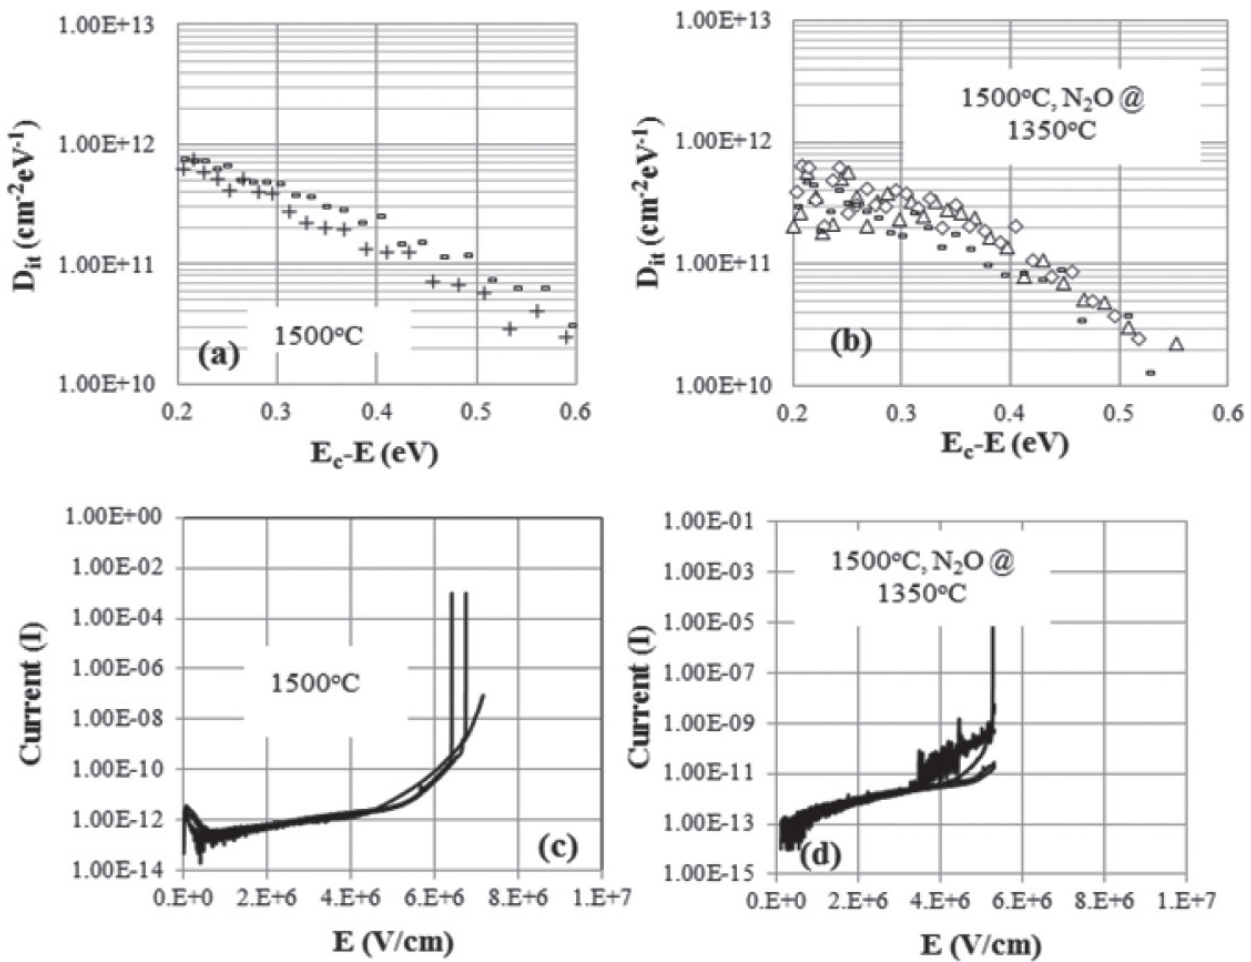 1.00E+13
1.00E+12
1.00E+11
1.00E+10
D_it (cm⁻²eV⁻¹)
(a)
1500°C
0.2 0.3 0.4 0.5 0.6
E_c-E (eV)
1.00E+13
1.00E+12
1.00E+11
1.00E+10
D_it (cm⁻²eV⁻¹)
1500°C, N₂O @
1350°C
(b)
0.2 0.3 0.4 0.5 0.6
E_c-E (eV)
1.00E+00
1.00E-02
1.00E-04
1.00E-06
1.00E-08
1.00E-10
1.00E-12
1.00E-14
Current (I)
1500°C
(c)
0.E+0 2.E+6 4.E+6 6.E+6 8.E+6 1.E+7
E (V/cm)
1.00E-01
1.00E-03
1.00E-05
1.00E-07
1.00E-09
1.00E-11
1.00E-13
1.00E-15
Current (I)
1500°C, N₂O @
1350°C
(d)
0.E+0 2.E+6 4.E+6 6.E+6 8.E+6 1.E+7
E (V/cm)